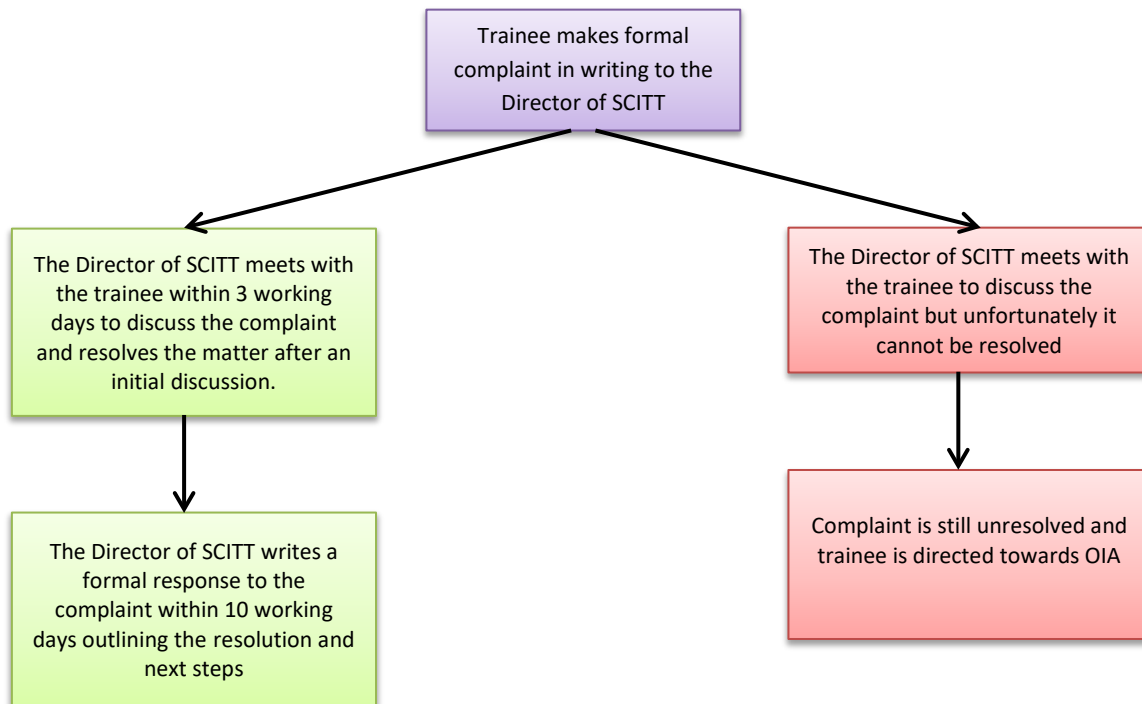 Trainee makes formal
complaint in writing to the
Director of SCITT
The Director of SCITT meets with
the trainee within 3 working
days to discuss the complaint
and resolves the matter after an
initial discussion.
The Director of SCITT meets with
the trainee to discuss the
complaint but unfortunately it
cannot be resolved
The Director of SCITT writes a
formal response to the
complaint within 10 working
days outlining the resolution and
next steps
Complaint is still unresolved and
trainee is directed towards OIA